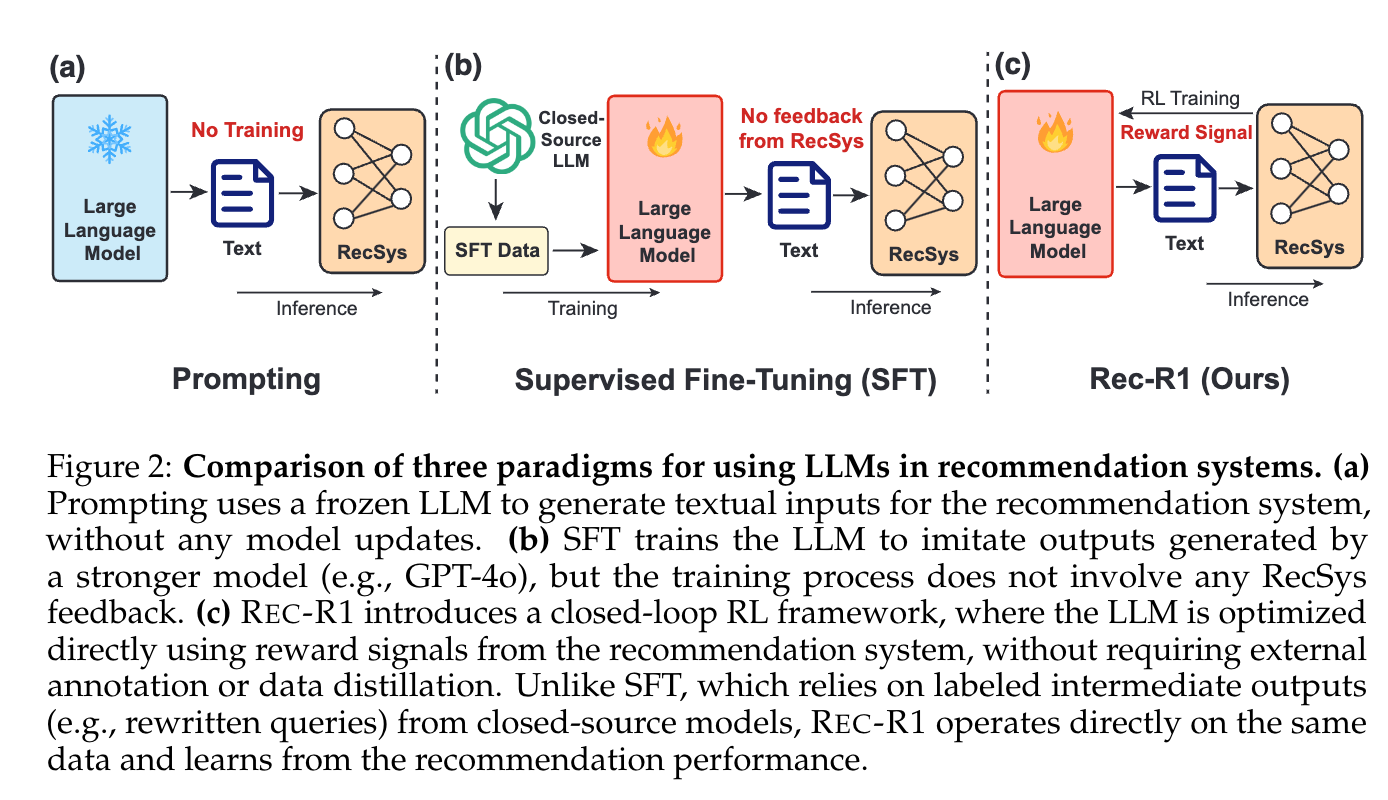 (a)
No Training
Large
Language
Model
Text
RecSys
Inference
Prompting
(b)
Closed-
Source
LLM
SFT Data
Large
Language
Model
No feedback
from RecSys
Text
RecSys
Training
Inference
Supervised Fine-Tuning (SFT)
(c)
RL Training
Reward Signal
Large
Language
Model
Text
RecSys
Inference
Rec-R1 (Ours)
Figure 2: Comparison of three paradigms for using LLMs in recommendation systems. (a)
Prompting uses a frozen LLM to generate textual inputs for the recommendation system,
without any model updates. (b) SFT trains the LLM to imitate outputs generated by
a stronger model (e.g., GPT-4o), but the training process does not involve any RecSys
feedback. (c) REC-R1 introduces a closed-loop RL framework, where the LLM is optimized
directly using reward signals from the recommendation system, without requiring external
annotation or data distillation. Unlike SFT, which relies on labeled intermediate outputs
(e.g., rewritten queries) from closed-source models, REC-R1 operates directly on the same
data and learns from the recommendation performance.